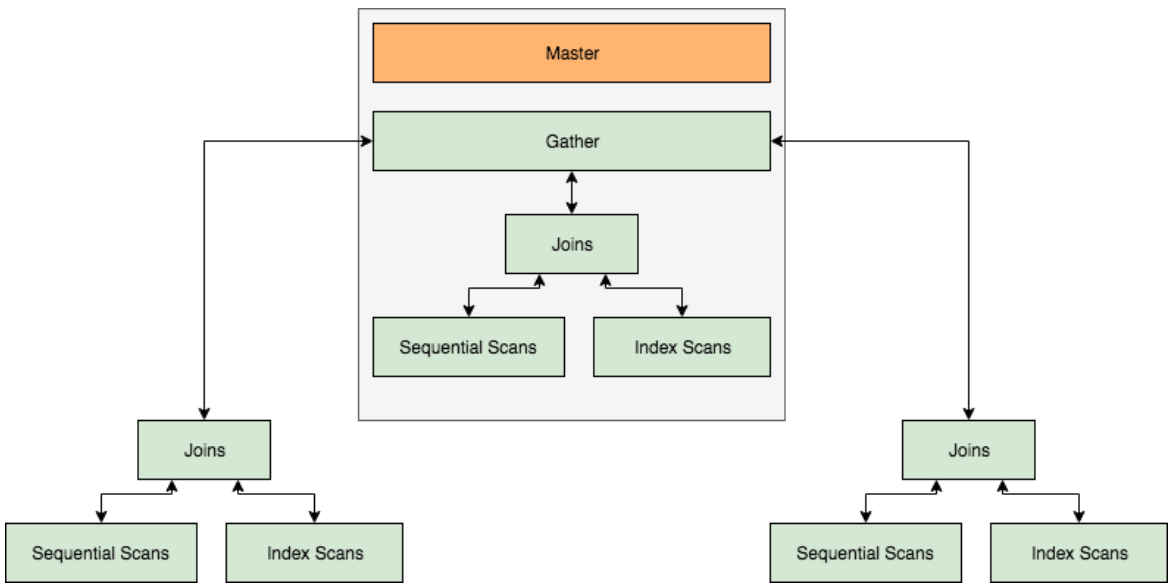 Master
Gather
Joins
Sequential Scans
Index Scans
Joins
Sequential Scans
Index Scans
Joins
Sequential Scans
Index Scans